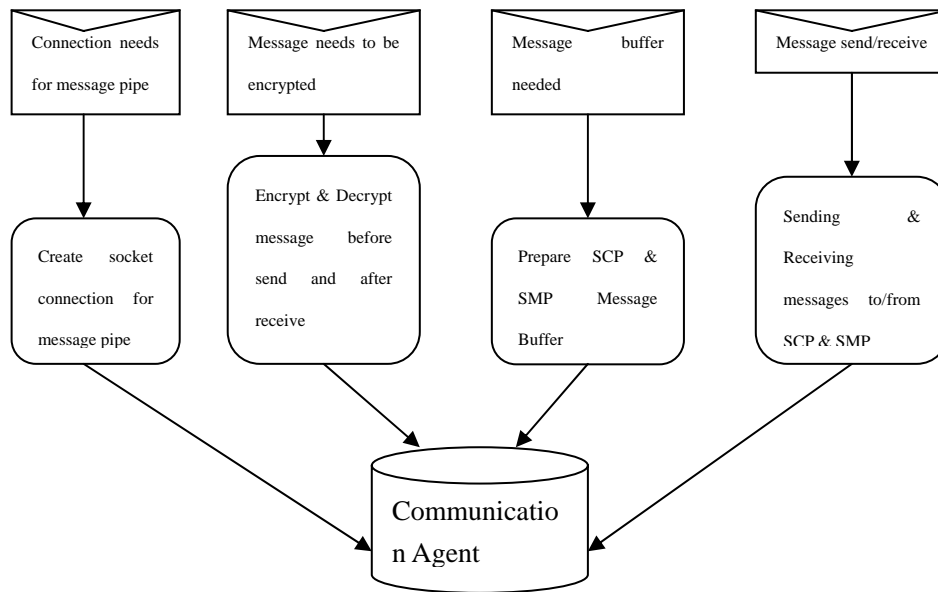 Connection needs
for message pipe
Message needs to be
encrypted
Message buffer
needed
Message send/receive
Encrypt & Decrypt
message before
send and after
receive
Create socket
connection for
message pipe
Prepare SCP &
SMP Message
Buffer
Sending &
Receiving
messages to/from
SCP & SMP
Communicatio
n Agent